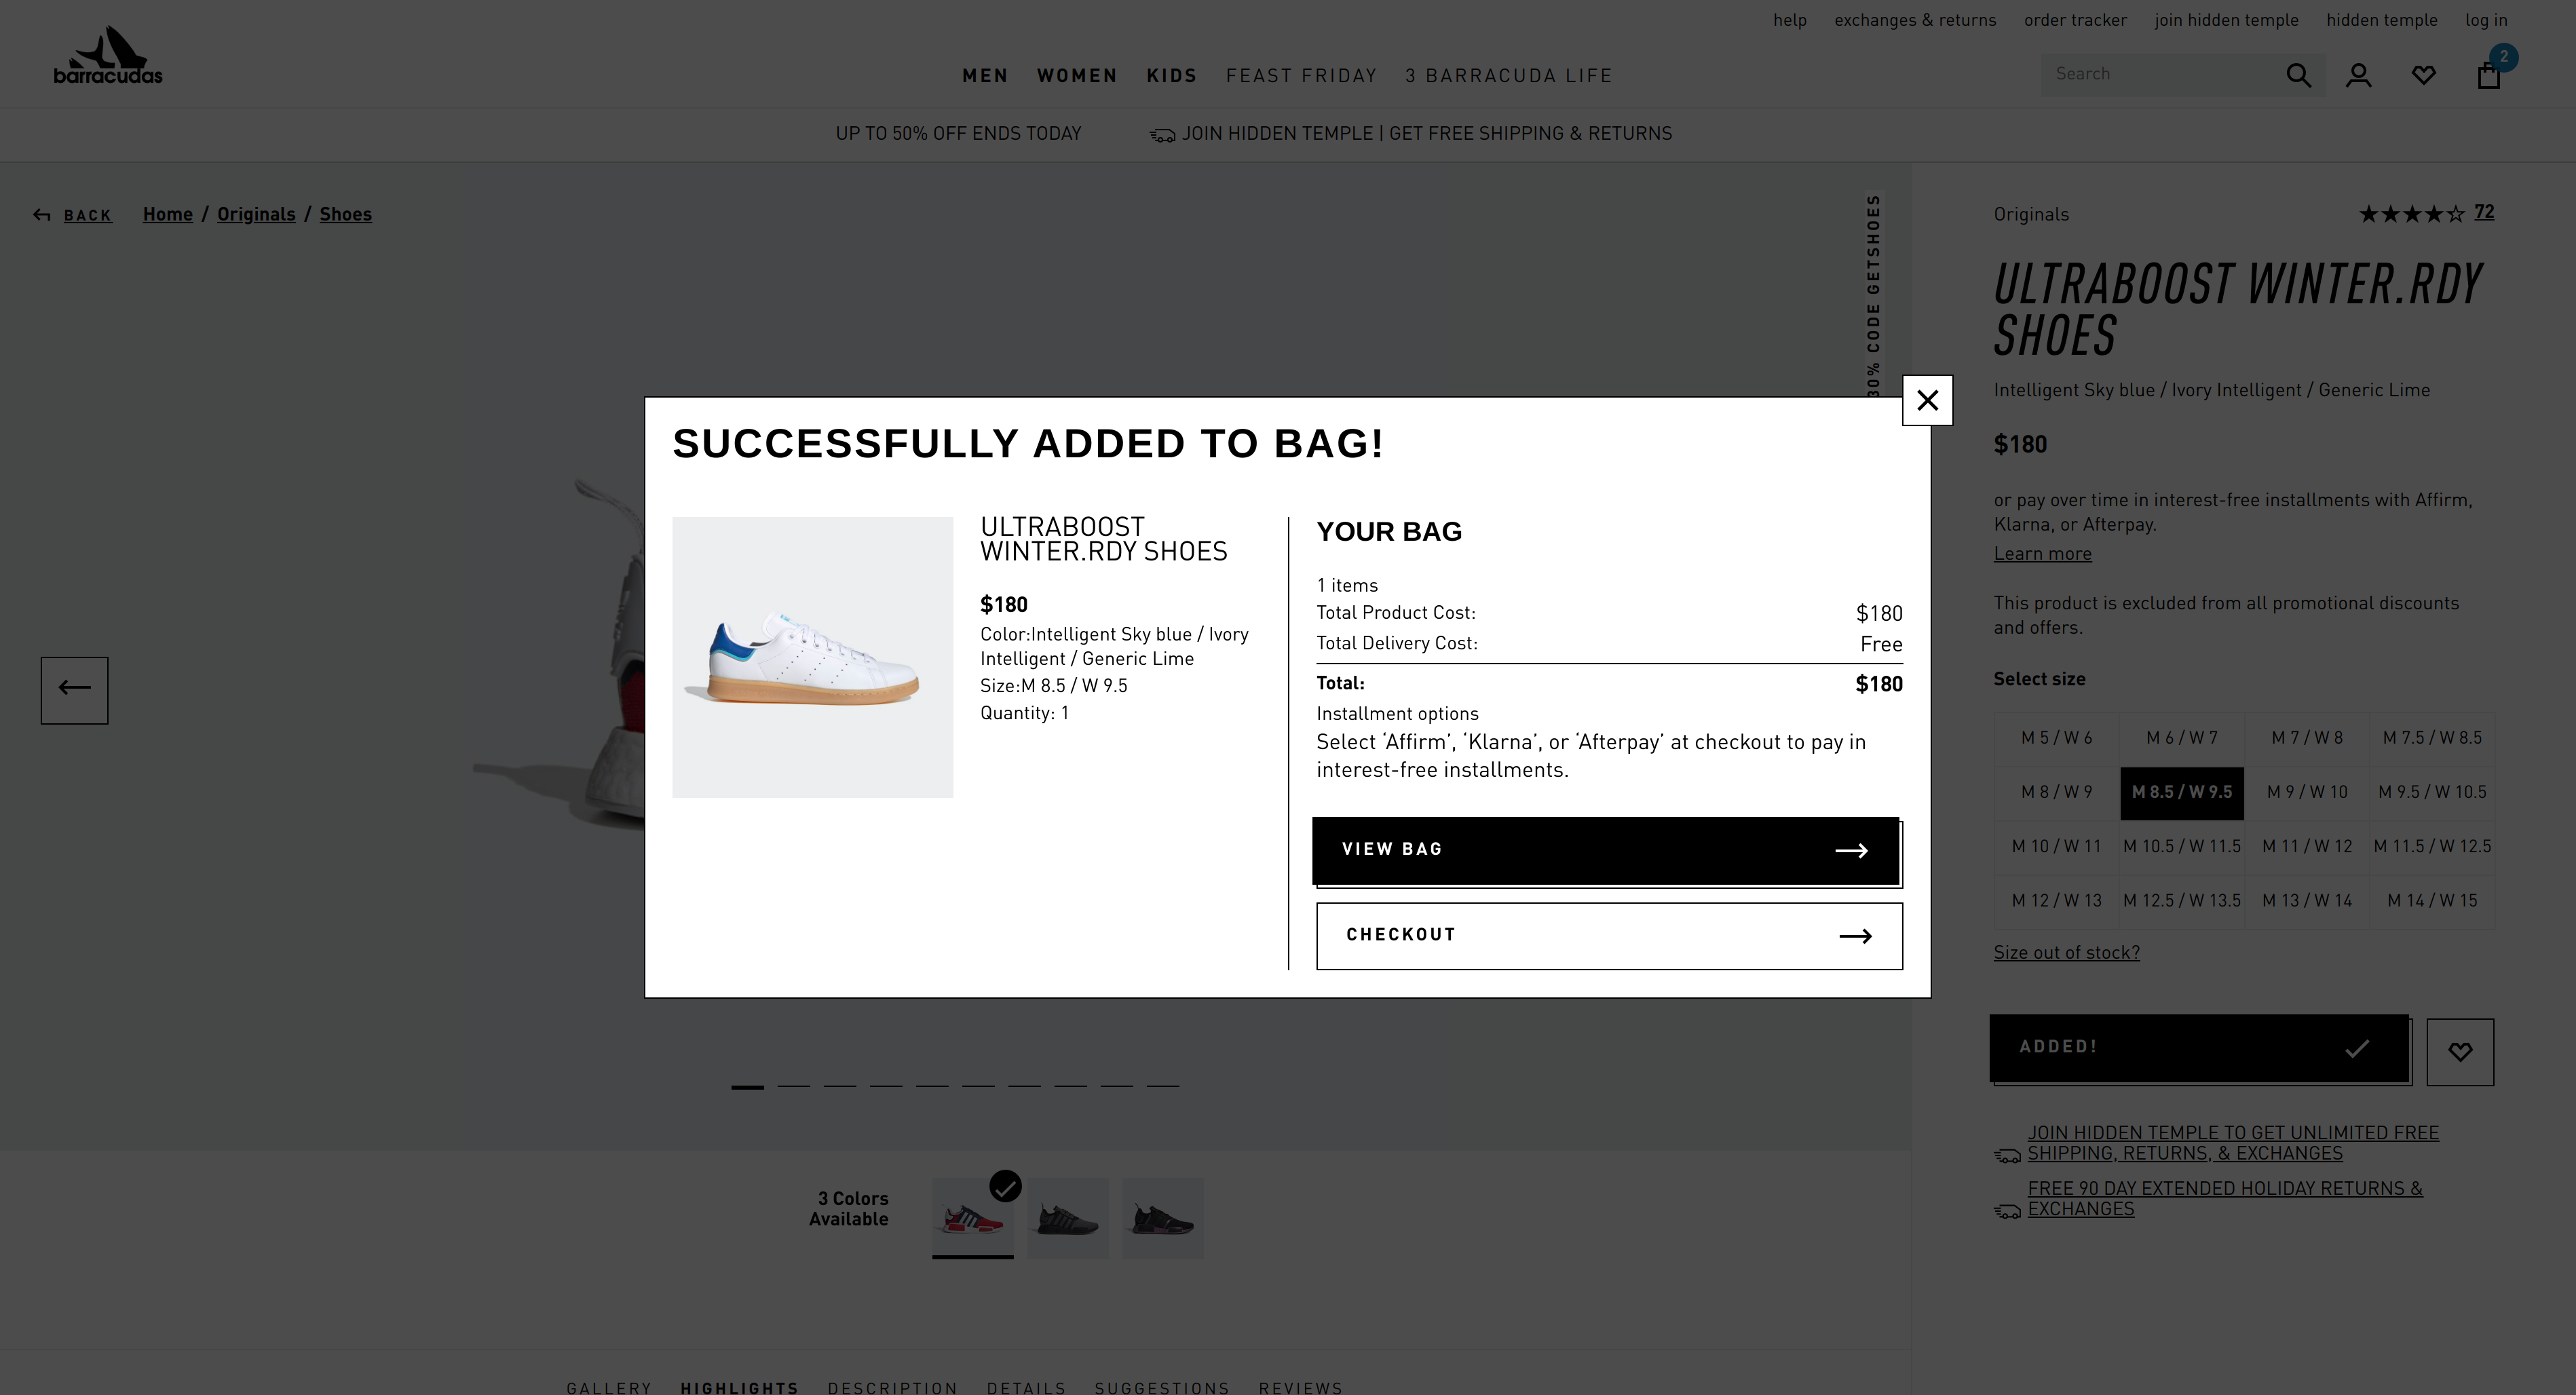 help exchanges & returns order tracker join hidden temple hidden temple log in
barracudas
MEN WOMEN KIDS FEAST FRIDAY 3 BARRACUDA LIFE
Search
2
UP TO 50% OFF ENDS TODAY JOIN HIDDEN TEMPLE | GET FREE SHIPPING & RETURNS
BACK Home / Originals / Shoes
30% CODE GETSHOES
Originals
72
ULTRABOOST WINTER.RDY
SHOES
Intelligent Sky blue / Ivory Intelligent / Generic Lime
$180
or pay over time in interest-free installments with Affirm,
Klarna, or Afterpay.
Learn more
This product is excluded from all promotional discounts
and offers.
Select size
M 5 / W 6 M 6 / W 7 M 7 / W 8 M 7.5 / W 8.5
M 8 / W 9 M 8.5 / W 9.5 M 9 / W 10 M 9.5 / W 10.5
M 10 / W 11 M 10.5 / W 11.5 M 11 / W 12 M 11.5 / W 12.5
M 12 / W 13 M 12.5 / W 13.5 M 13 / W 14 M 14 / W 15
Size out of stock?
ADDED!
JOIN HIDDEN TEMPLE TO GET UNLIMITED FREE
SHIPPING, RETURNS, & EXCHANGES
FREE 90 DAY EXTENDED HOLIDAY RETURNS &
EXCHANGES
SUCCESSFULLY ADDED TO BAG!
ULTRABOOST
WINTER.RDY SHOES
$180
Color:Intelligent Sky blue / Ivory
Intelligent / Generic Lime
Size:M 8.5 / W 9.5
Quantity: 1
YOUR BAG
1 items
Total Product Cost: $180
Total Delivery Cost: Free
Total: $180
Installment options
Select ‘Affirm’, ‘Klarna’, or ‘Afterpay’ at checkout to pay in
interest-free installments.
VIEW BAG
CHECKOUT
3 Colors
Available
GALLERY HIGHLIGHTS DESCRIPTION DETAILS SUGGESTIONS REVIEWS